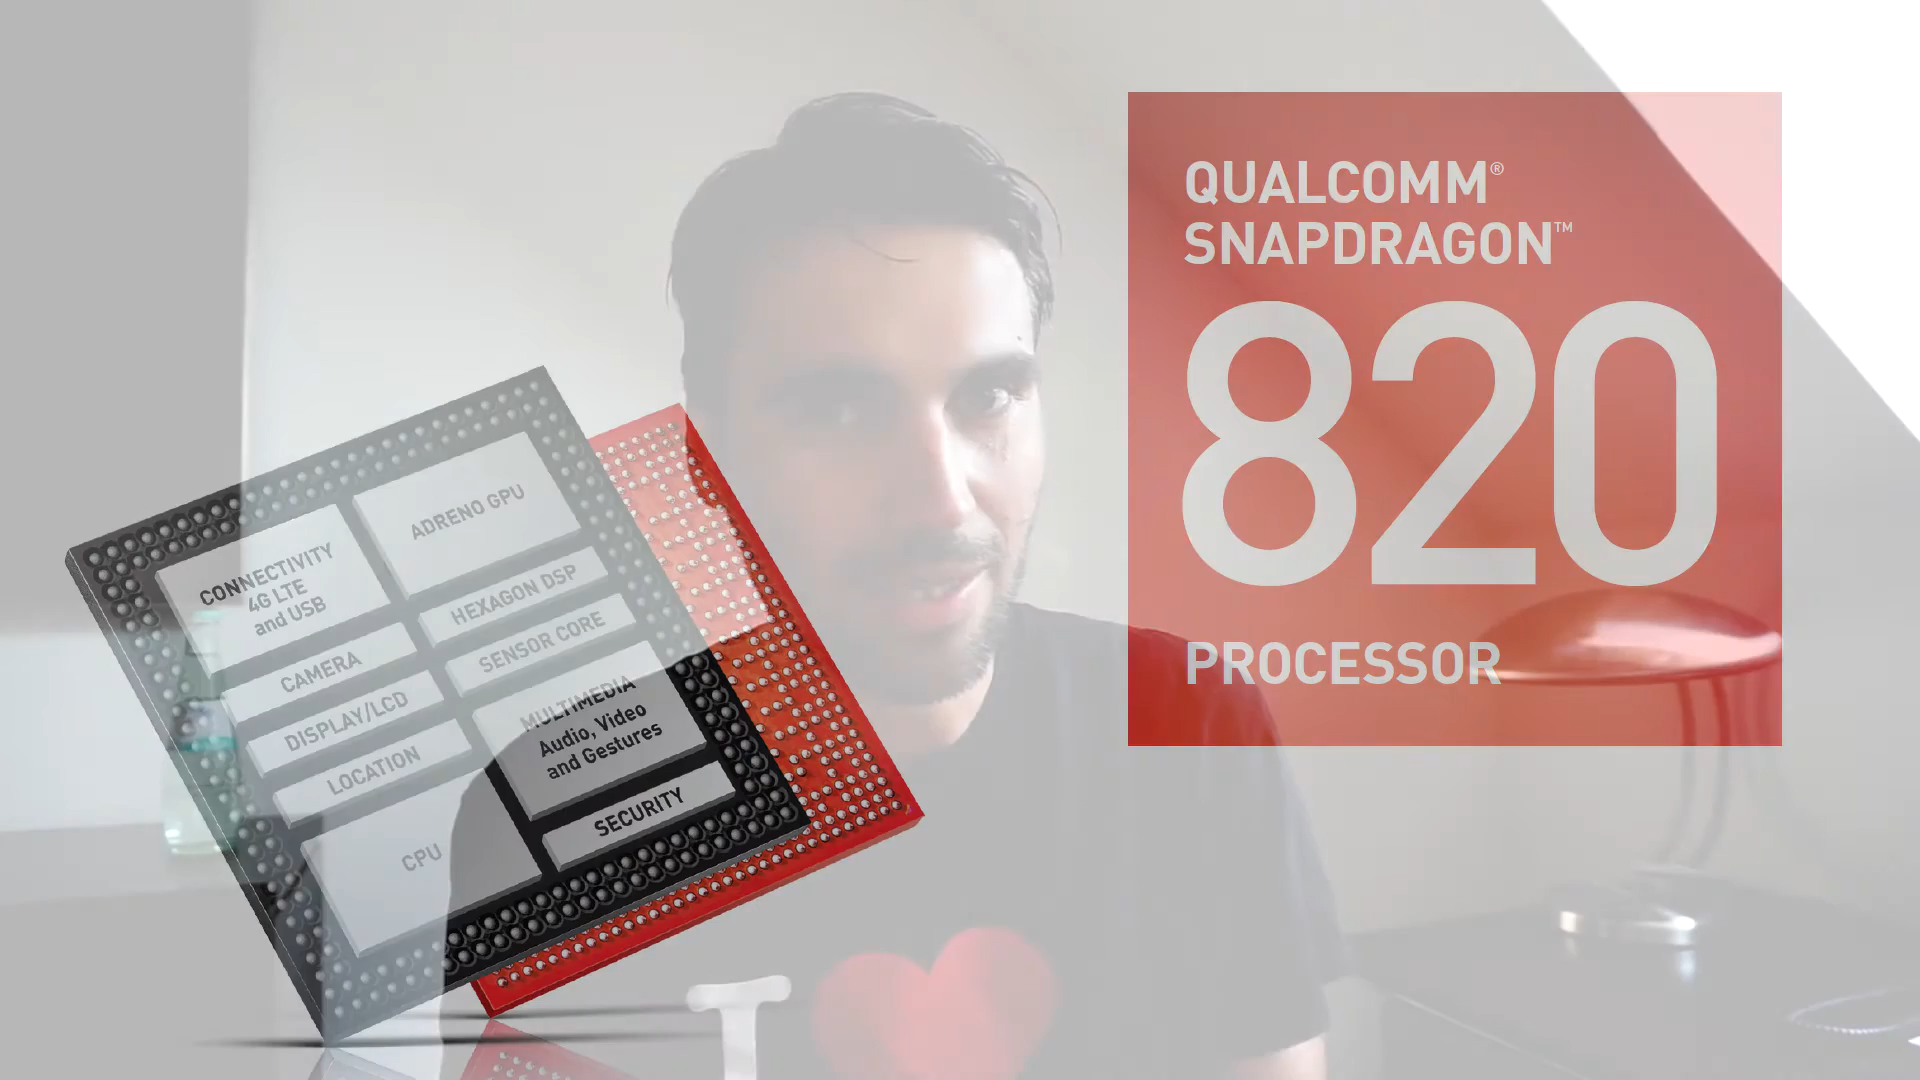 QUALCOMM®
SNAPDRAGON™
820
PROCESSOR
ADRENO GPU
CONNECTIVITY
4G LTE
and USB
HEXAGON DSP
SENSOR CORE
CAMERA
DISPLAY/LCD
LOCATION
MULTIMEDIA
Audio, Video
and Gestures
SECURITY
CPU
I